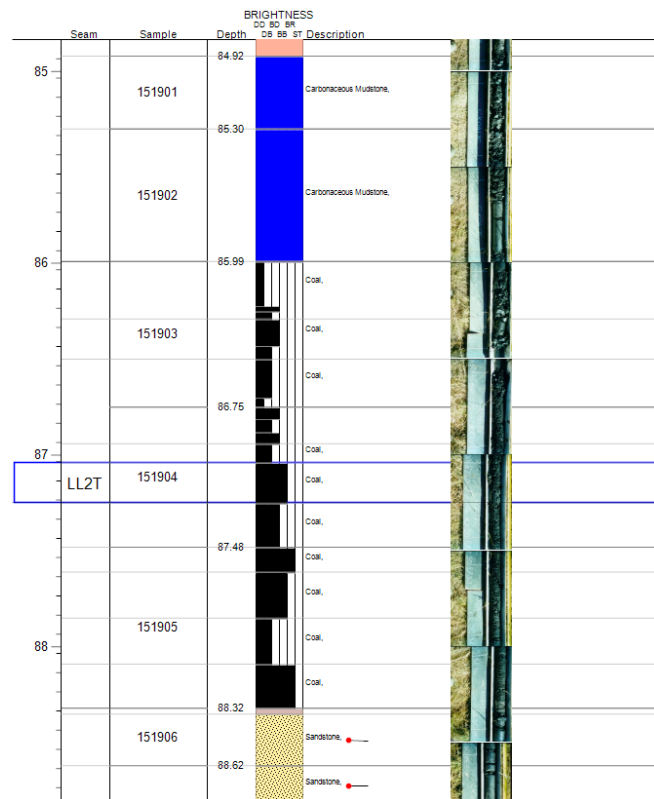 BRIGHTNESS
DD BD BR
Seam Sample Depth DB BB ST Description
84.92
85
151901 Carbonaceous Mudstone,
85.30
151902 Carbonaceous Mudstone,
86 85.99
Coal,
151903 Coal,
Coal,
86.75
87 Coal,
LL2T 151904 Coal,
Coal,
87.48
Coal,
151905
88 Coal,
Coal,
88.32
151906 Sandstone,
88.62
Sandstone,